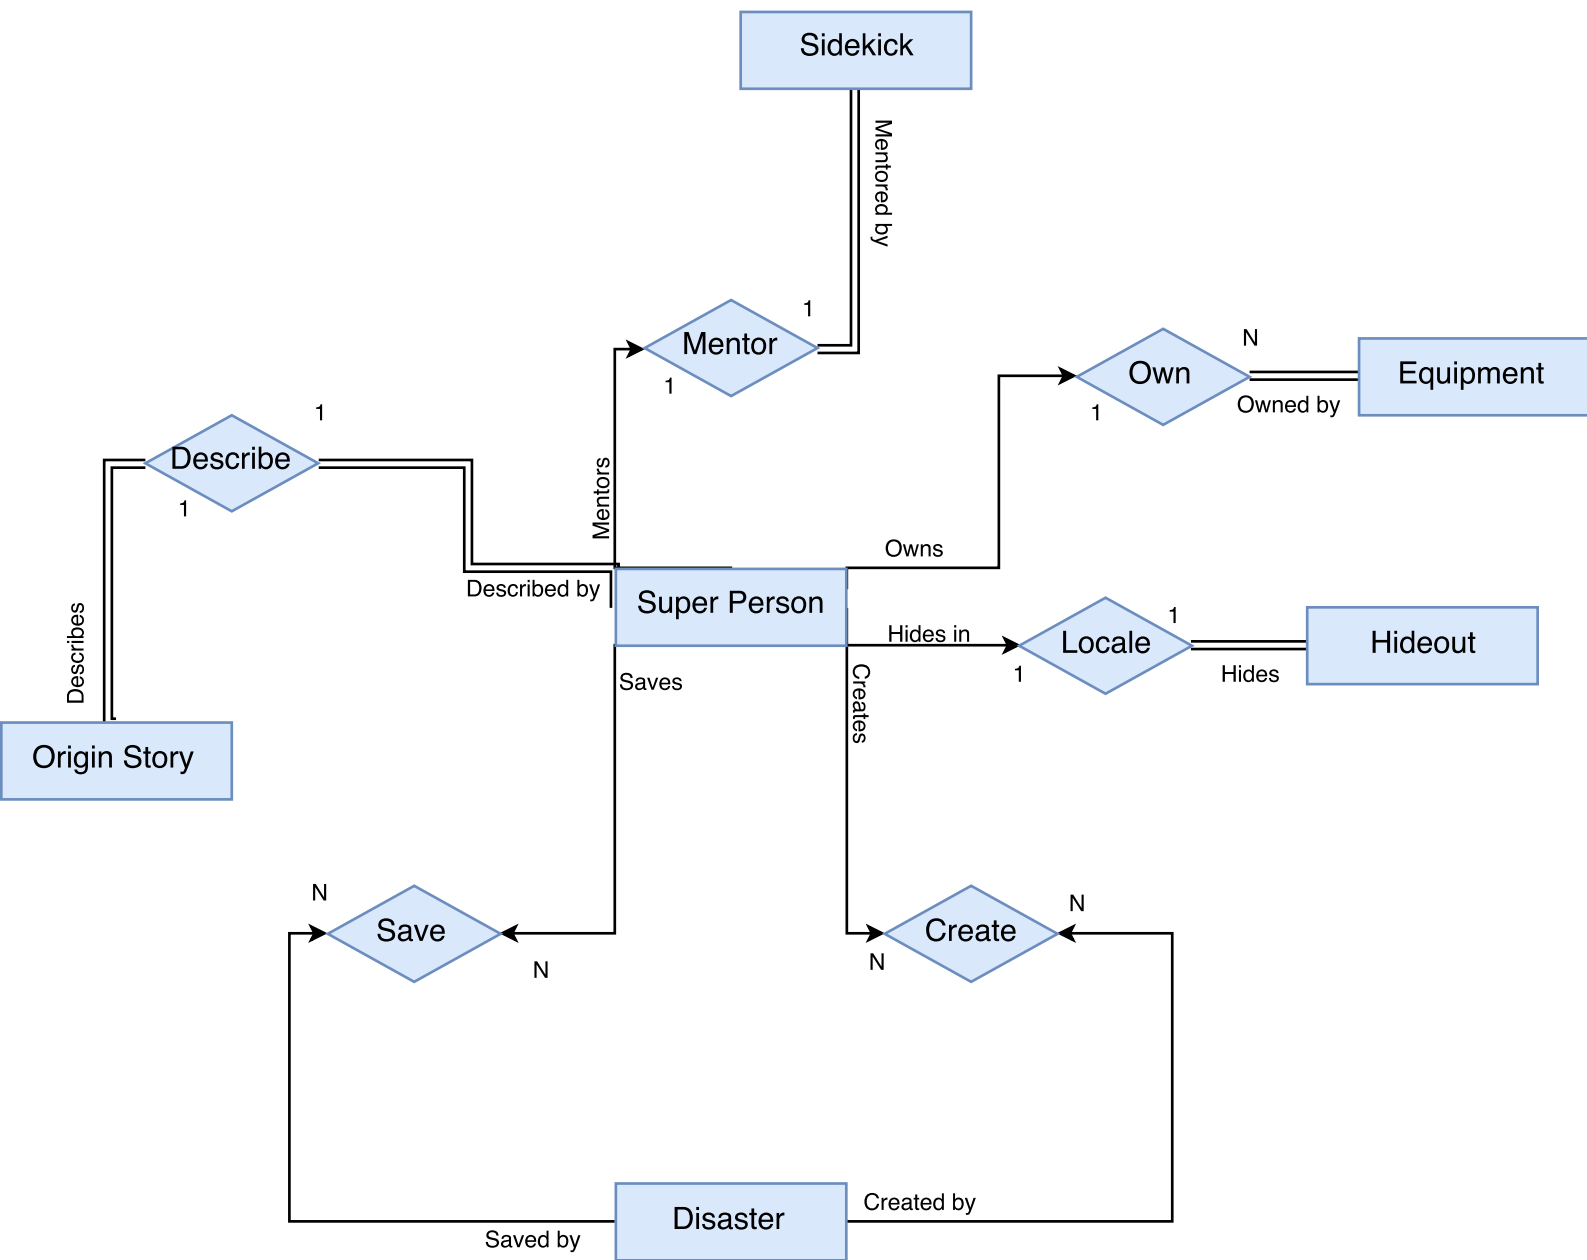 Sidekick
Mentored by
1
Mentor
1
N
Own
Equipment
1
Owned by
1
Describe
1
Mentors
Owns
Described by
Super Person
Hides in
1
Locale
1
Hideout
Hides
Describes
Saves
Creates
Origin Story
N
Save
N
N
Create
N
Created by
Disaster
Saved by